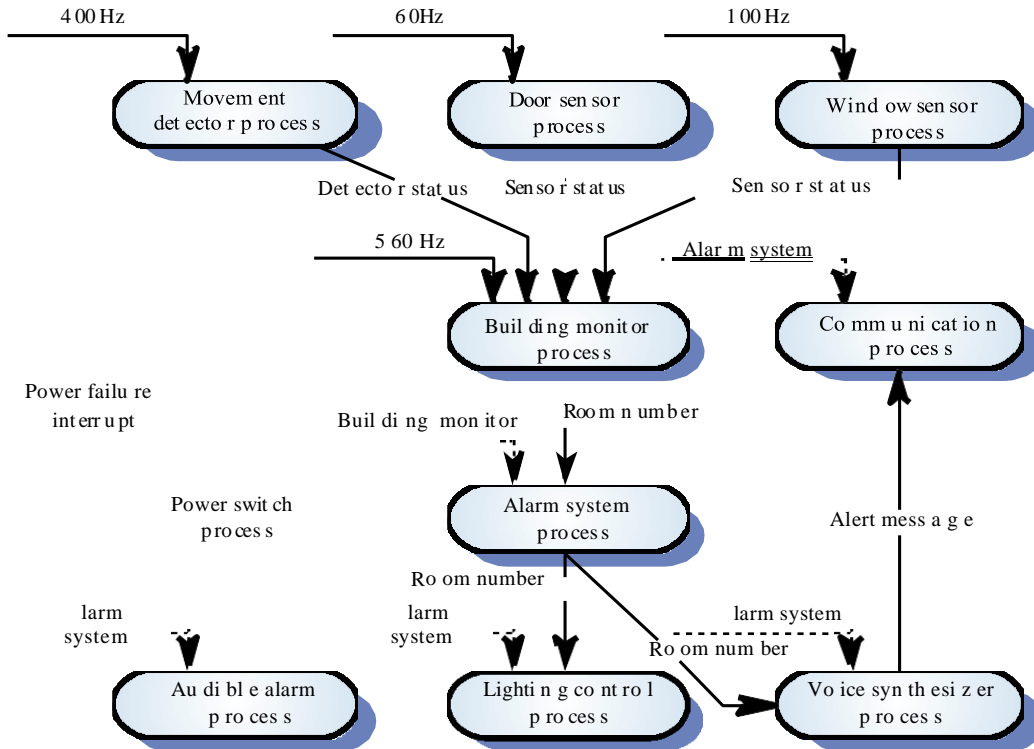 400Hz
60Hz
100Hz
Movement
detector process
Door sensor
process
Window sensor
process
Detector status
Sensor status
Sensor status
560Hz
Alarm system
Building monitor
process
Communication
process
Power failure
interrupt
Building monitor
Room number
Power switch
process
Alarm system
process
Alert message
Room number
larm
system
larm
system
larm system
Room number
Audible alarm
process
Lighting control
process
Voice synthesizer
process